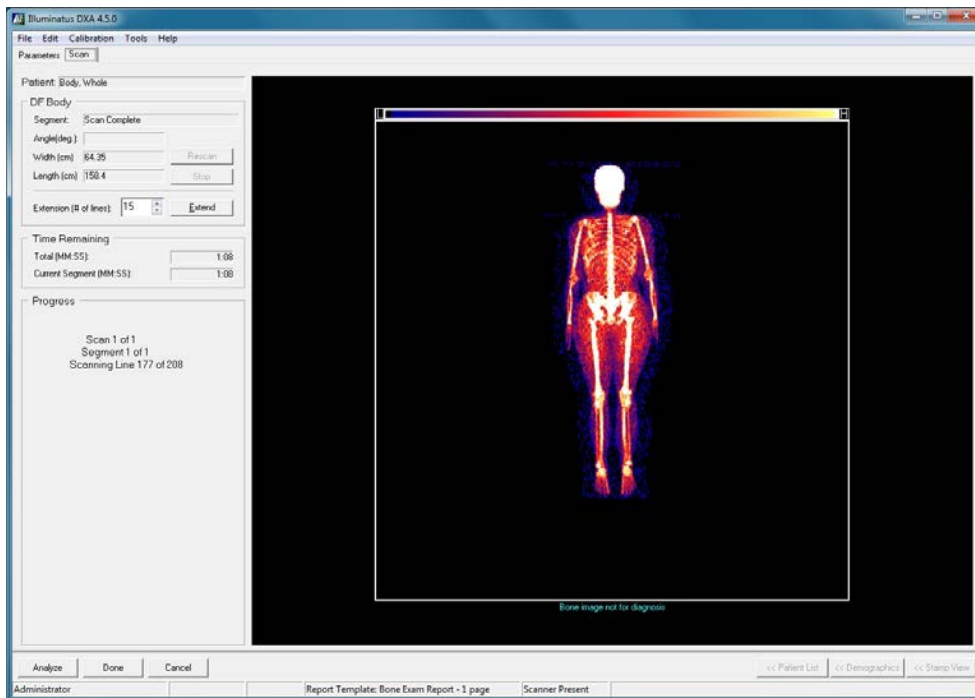 Illuminatus DXA 4.5.0
File Edit Calibration Tools Help
Parameters Scan
Patient: Body, Whole
DF Body
Segment: Scan Complete
Angle(deg.):
Width (cm) 64.35 Rescan
Length (cm) 158.4 Stop
Extension (# of lines): 15 Extend
Time Remaining
Total (MM:SS): 1:08
Current Segment (MM:SS): 1:08
Progress
Scan 1 of 1
Segment 1 of 1
Scanning Line 177 of 208
L H
Bone image not for diagnosis
Analyze Done Cancel << Patient List << Demographics << Stamp View
Administrator Report Template: Bone Exam Report - 1 page Scanner Present